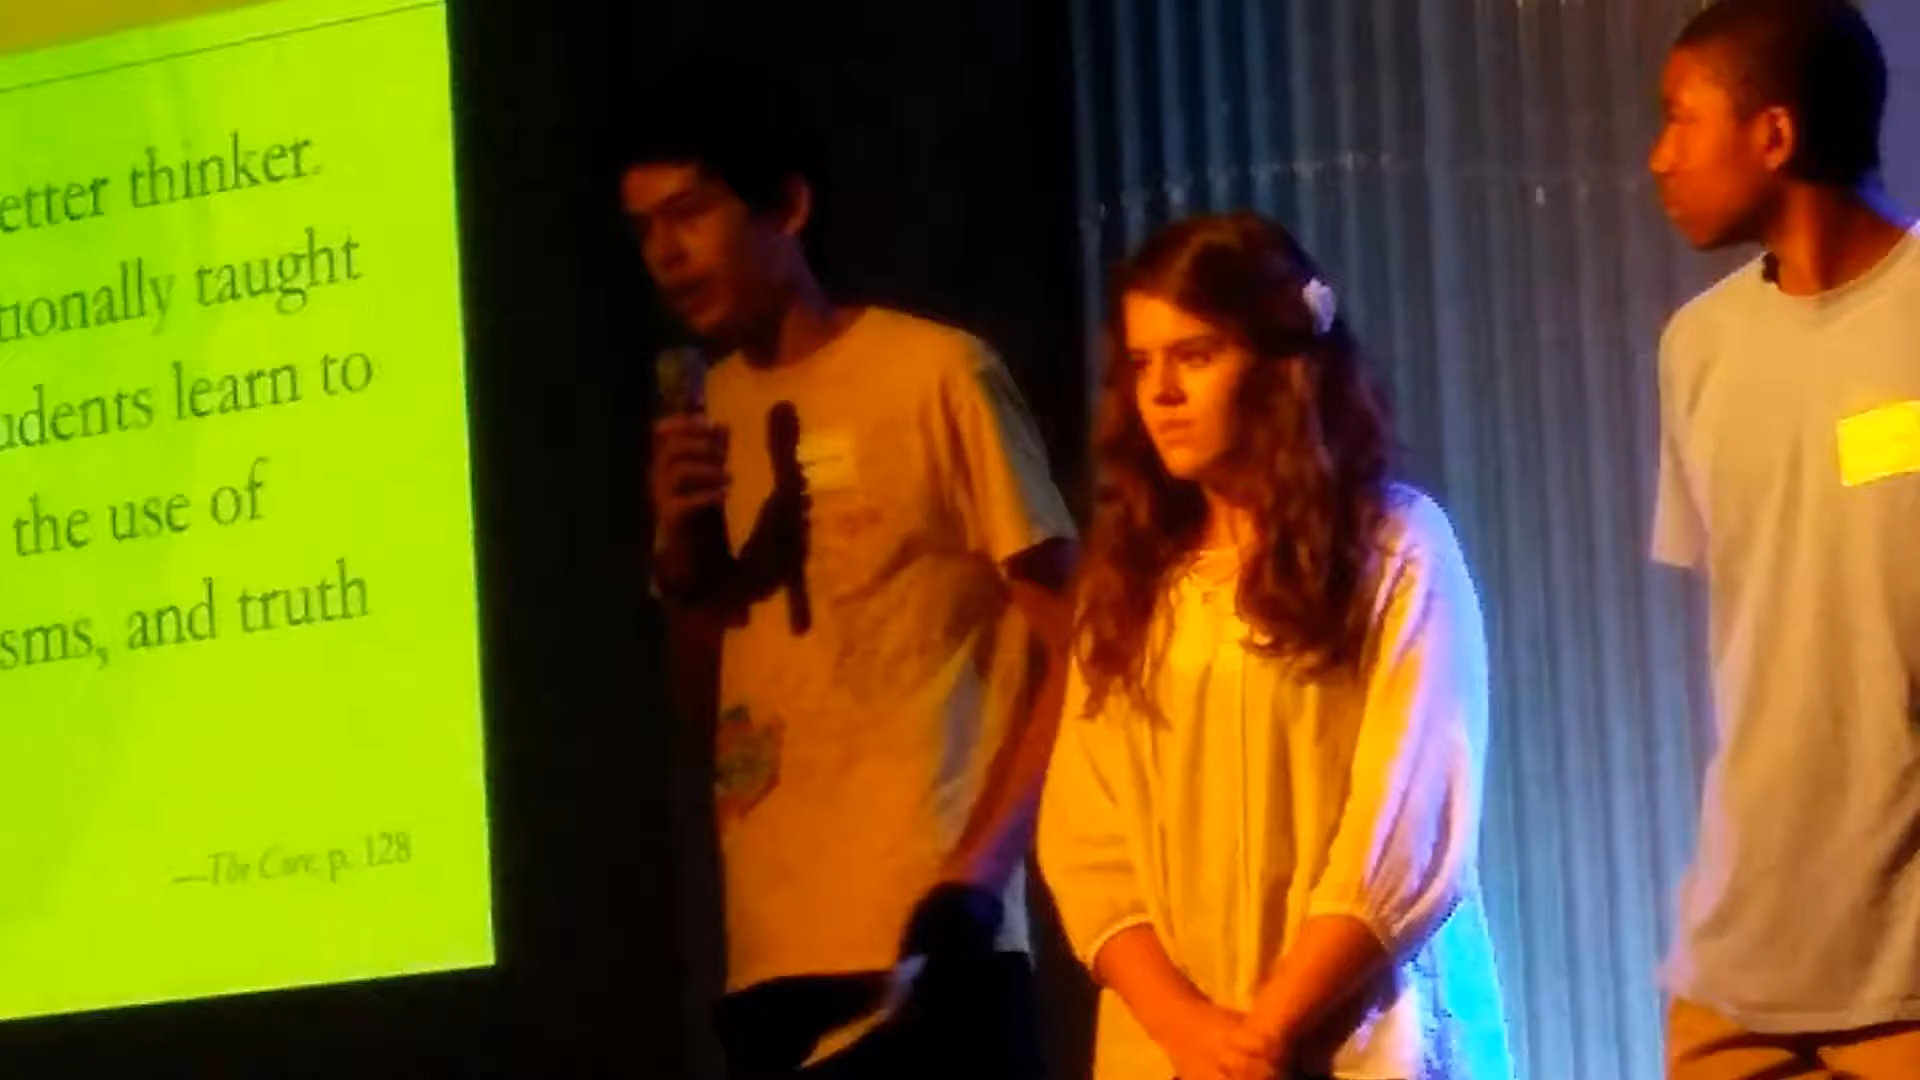 etter thinker.
tionally taught
udents learn to
the use of
sms, and truth
—The Core, p. 128